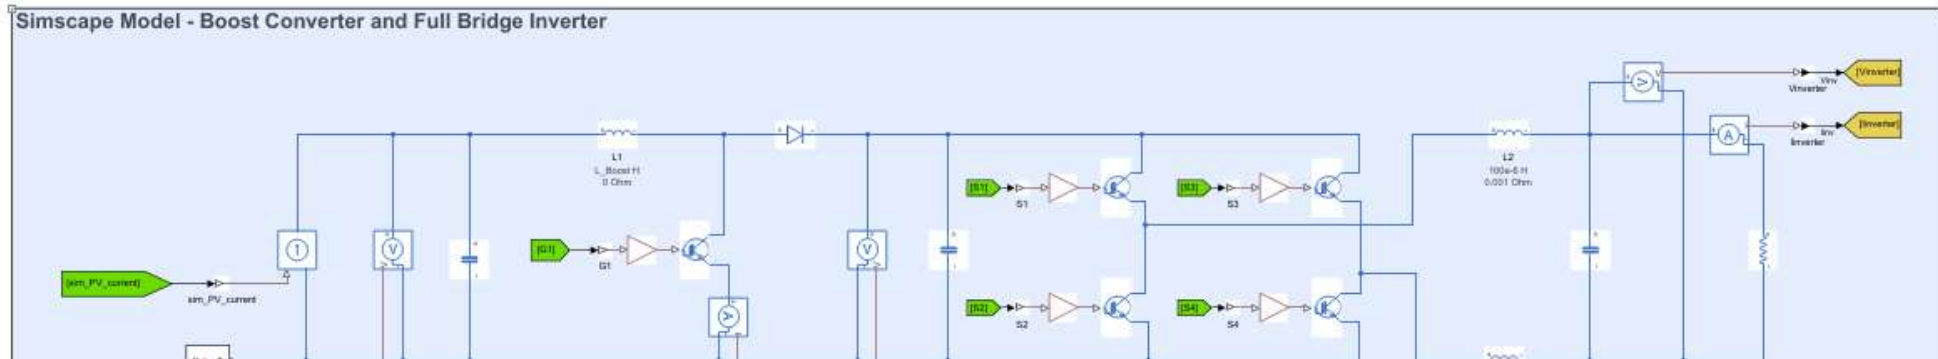 Simscape Model - Boost Converter and Full Bridge Inverter
[Vinverter]
Vinv
Vinverter
[Iinverter]
Iinv
Iinverter
L1
L_Boost H
0 Ohm
L2
100e-6 H
0.001 Ohm
[S1]
S1
[S3]
S3
[G1]
G1
[sim_PV_current]
sim_PV_current
[S2]
S2
[S4]
S4